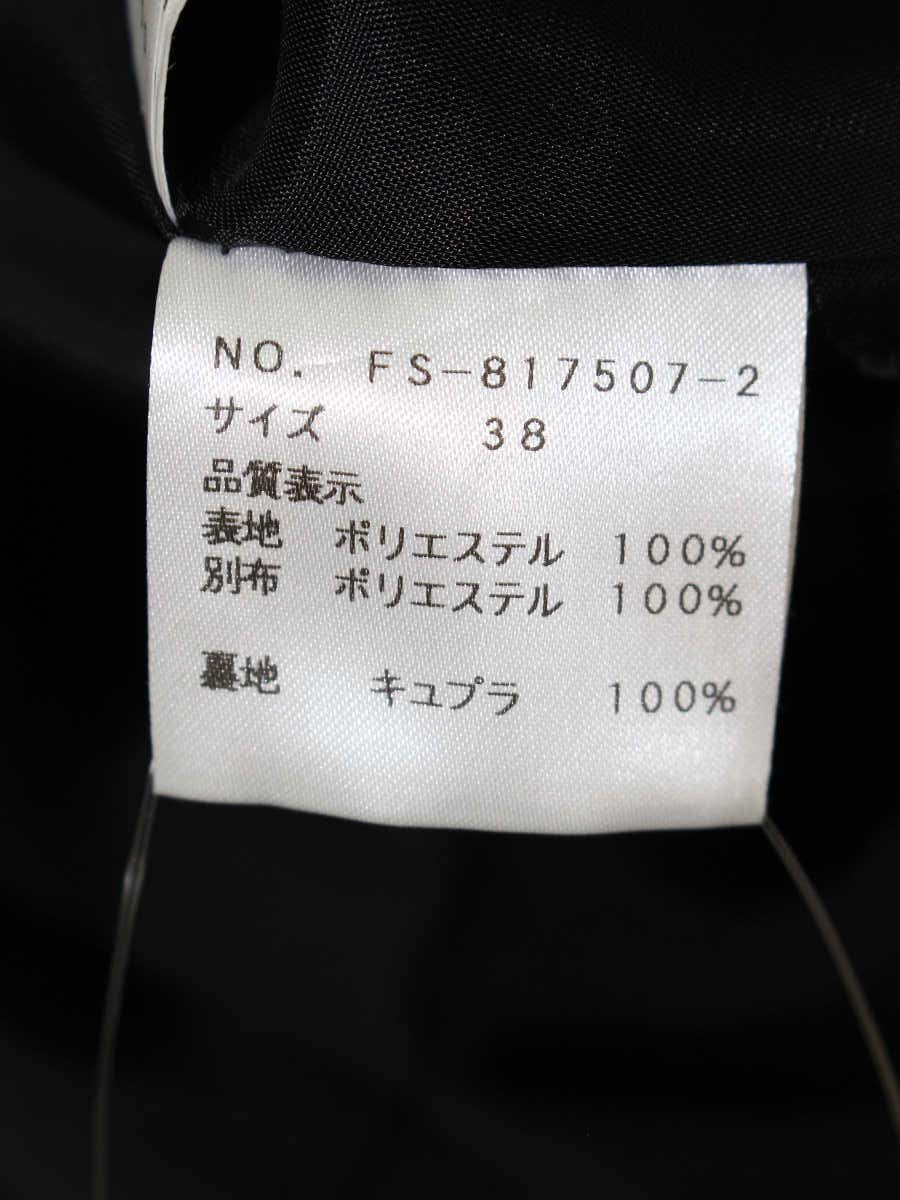 NO. FS-817507-2
サイズ 38
品質表示
表地 ポリエステル 100%
別布 ポリエステル 100%
裏地 キュプラ 100%